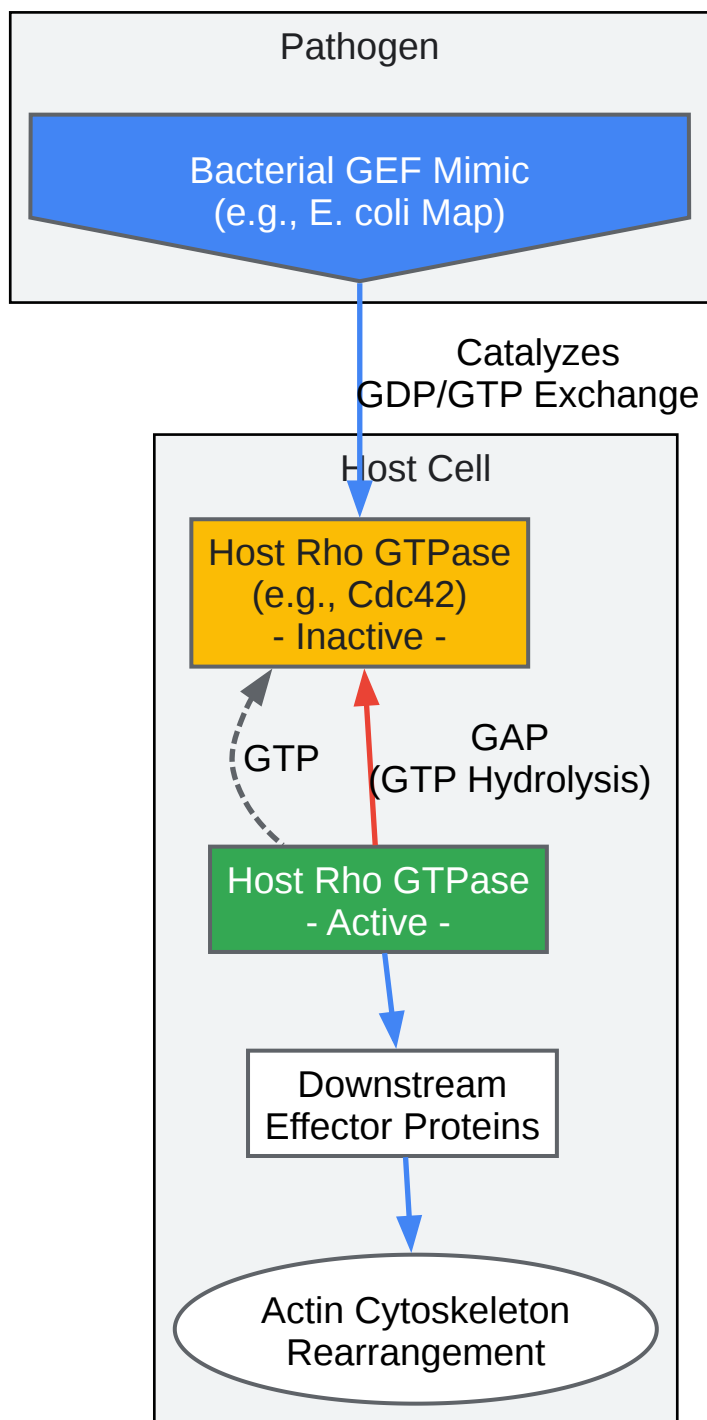 Pathogen
Bacterial GEF Mimic
(e.g., E. coli Map)
Catalyzes
GDP/GTP Exchange
Host Cell
Host Rho GTPase
(e.g., Cdc42)
- Inactive -
GTP
GAP
(GTP Hydrolysis)
Host Rho GTPase
- Active -
Downstream
Effector Proteins
Actin Cytoskeleton
Rearrangement